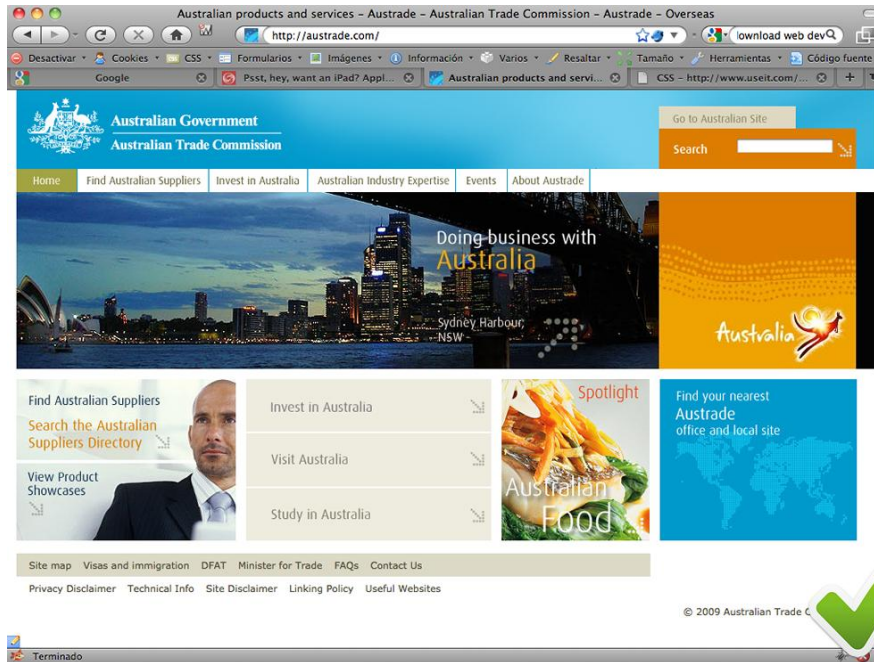 Australian products and services – Austrade – Australian Trade Commission – Austrade – Overseas
http://austrade.com/
lownload web dev
Desactivar Cookies CSS Formularios Imágenes Información Varios Resaltar Tamaño Herramientas Código fuente
Google Psst, hey, want an iPad? Appl... Australian products and servi... CSS – http://www.useit.com/...
Australian Government
Australian Trade Commission
Go to Australian Site
Search
Home Find Australian Suppliers Invest in Australia Australian Industry Expertise Events About Austrade
Doing business with
Australia
Sydney Harbour,
NSW
Australia
Find Australian Suppliers
Search the Australian
Suppliers Directory
View Product
Showcases
Invest in Australia
Visit Australia
Study in Australia
Spotlight
Australian
Food
Find your nearest
Austrade
office and local site
Site map Visas and immigration DFAT Minister for Trade FAQs Contact Us
Privacy Disclaimer Technical Info Site Disclaimer Linking Policy Useful Websites
© 2009 Australian Trade
Terminado